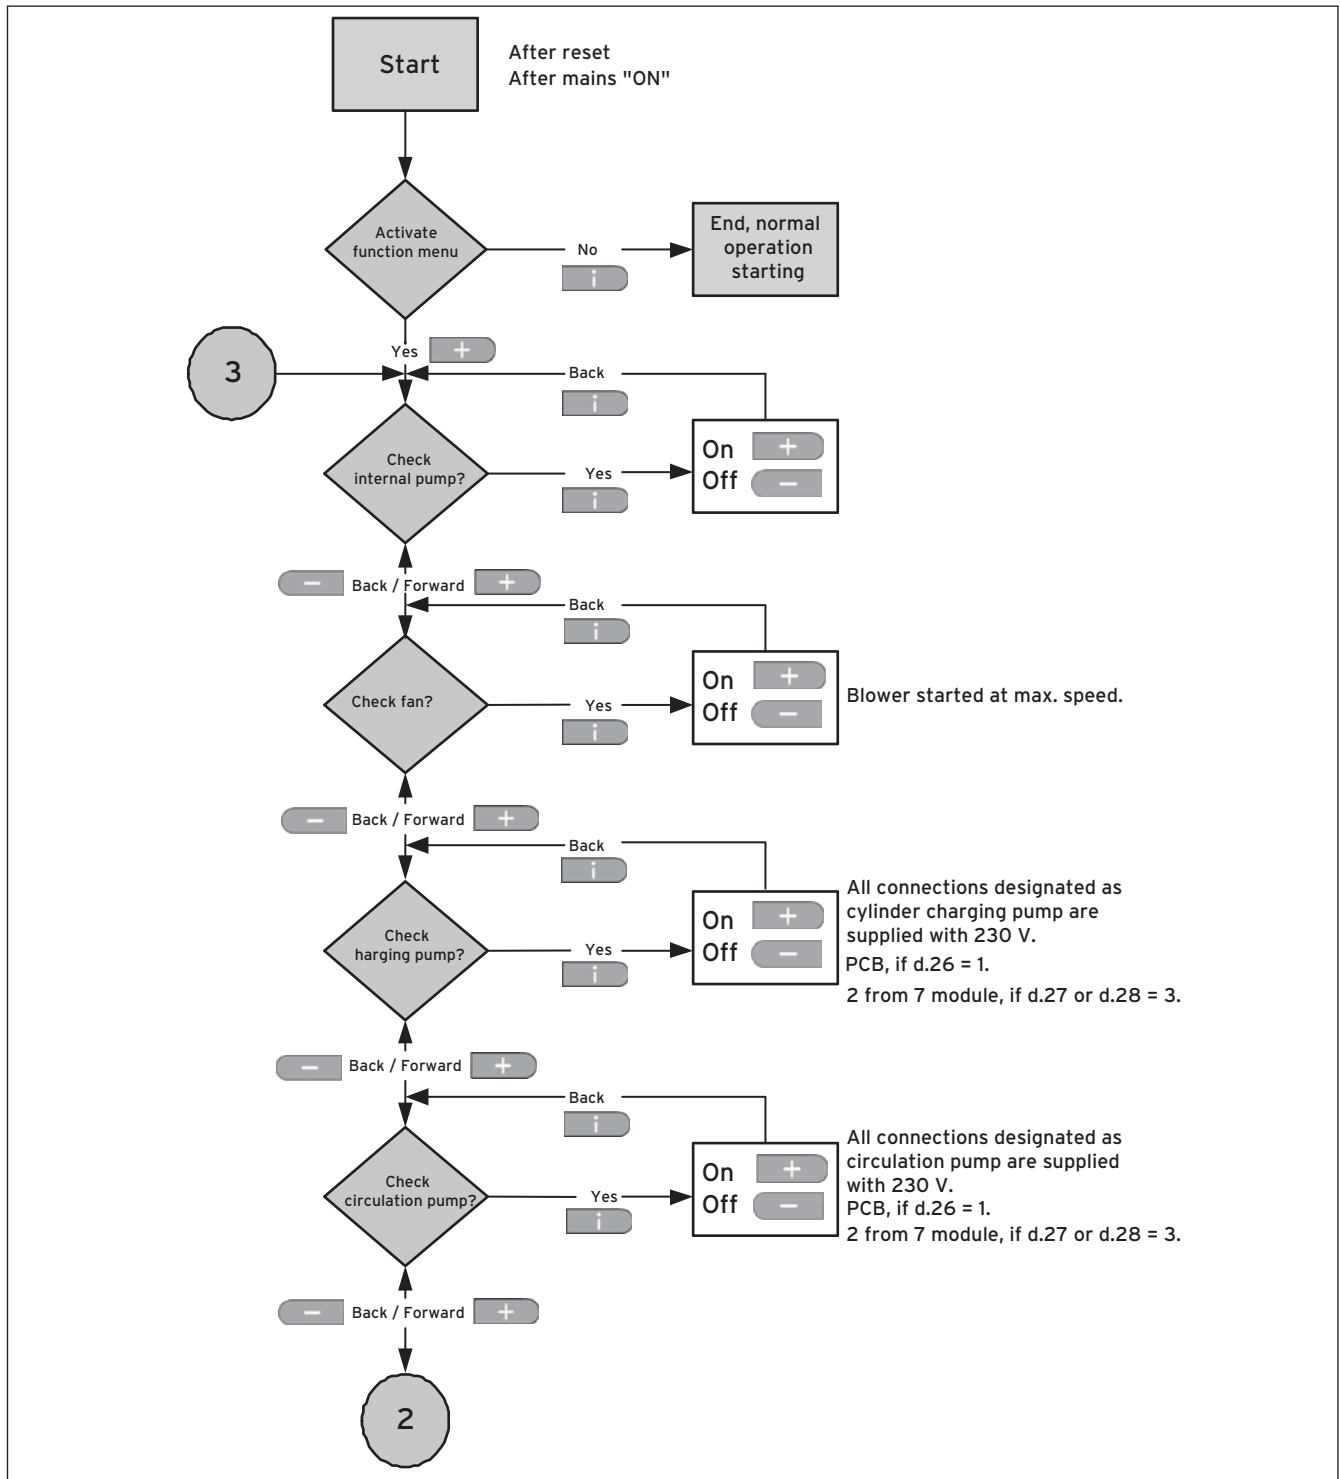 Start
After reset
After mains "ON"
Activate
function menu
No
i
End, normal
operation
starting
Yes +
3
Back
i
Check
internal pump?
Yes
i
On +
Off −
− Back / Forward +
Back
i
Check fan?
Yes
i
On +
Off −
Blower started at max. speed.
− Back / Forward +
Back
i
Check
harging pump?
Yes
i
On +
Off −
All connections designated as
cylinder charging pump are
supplied with 230 V.
PCB, if d.26 = 1.
2 from 7 module, if d.27 or d.28 = 3.
− Back / Forward +
Back
i
Check
circulation pump?
Yes
i
On +
Off −
All connections designated as
circulation pump are supplied
with 230 V.
PCB, if d.26 = 1.
2 from 7 module, if d.27 or d.28 = 3.
− Back / Forward +
2